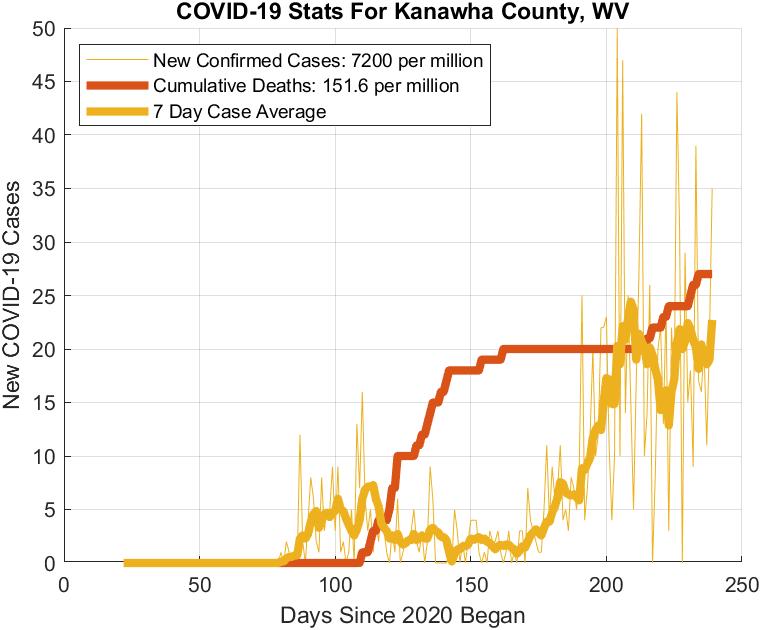 COVID-19 Stats For Kanawha County, WV
New Confirmed Cases: 7200 per million
Cumulative Deaths: 151.6 per million
7 Day Case Average
New COVID-19 Cases
50
45
40
35
30
25
20
15
10
5
0
0 50 100 150 200 250
Days Since 2020 Began